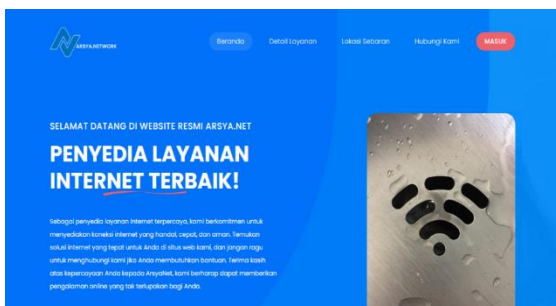 ARSYA.NETWORK
Beranda
Detail Layanan
Lokasi Sebaran
Hubungi Kami
MASUK
SELAMAT DATANG DI WEBSITE RESMI ARSYA.NET
PENYEDIA LAYANAN
INTERNET TERBAIK!
Sebagai penyedia layanan internet terpercaya, kami berkomitmen untuk
menyediakan koneksi internet yang handal, cepat, dan aman. Temukan
solusi internet yang tepat untuk Anda di situs web kami, dan jangan ragu
untuk menghubungi kami jika Anda membutuhkan bantuan. Terima kasih
atas kepercayaan Anda kepada ArsyaNet, kami berharap dapat memberikan
pengalaman online yang tak terlupakan bagi Anda.